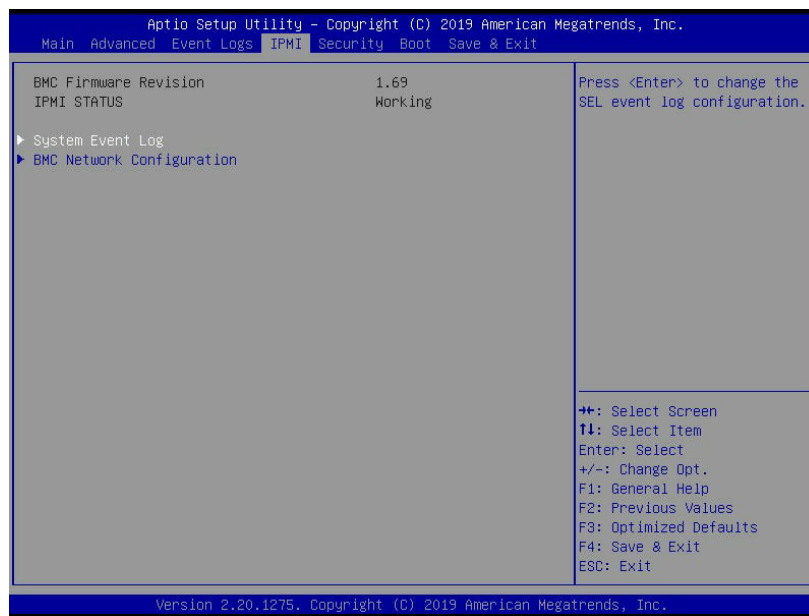 Aptio Setup Utility – Copyright (C) 2019 American Megatrends, Inc.
Main Advanced Event Logs IPMI Security Boot Save & Exit
BMC Firmware Revision 1.69
IPMI STATUS Working
▶ System Event Log
▶ BMC Network Configuration
Press <Enter> to change the
SEL event log configuration.
→←: Select Screen
↑↓: Select Item
Enter: Select
+/-: Change Opt.
F1: General Help
F2: Previous Values
F3: Optimized Defaults
F4: Save & Exit
ESC: Exit
Version 2.20.1275. Copyright (C) 2019 American Megatrends, Inc.